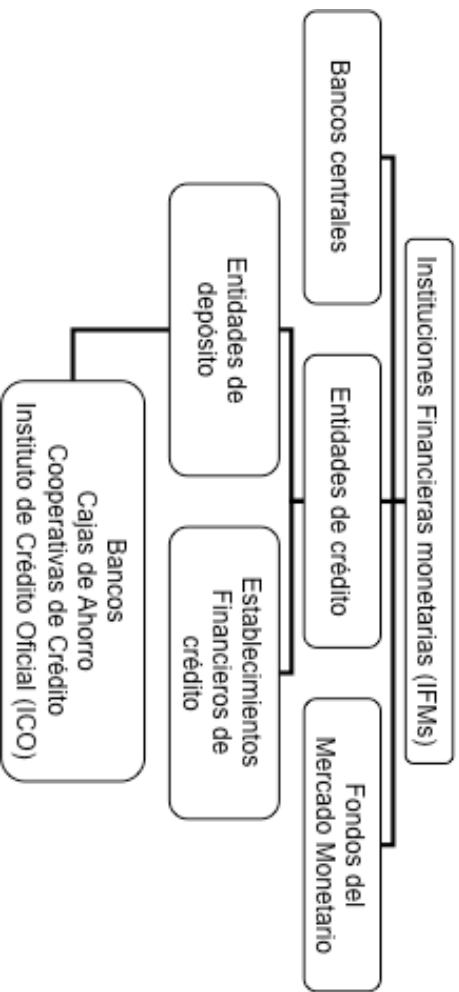 Instituciones Financieras monetarias (IFMs)
Bancos centrales
Entidades de crédito
Fondos del
Mercado Monetario
Entidades de
depósito
Establecimientos
Financieros de
crédito
Bancos
Cajas de Ahorro
Cooperativas de Crédito
Instituto de Crédito Oficial (ICO)